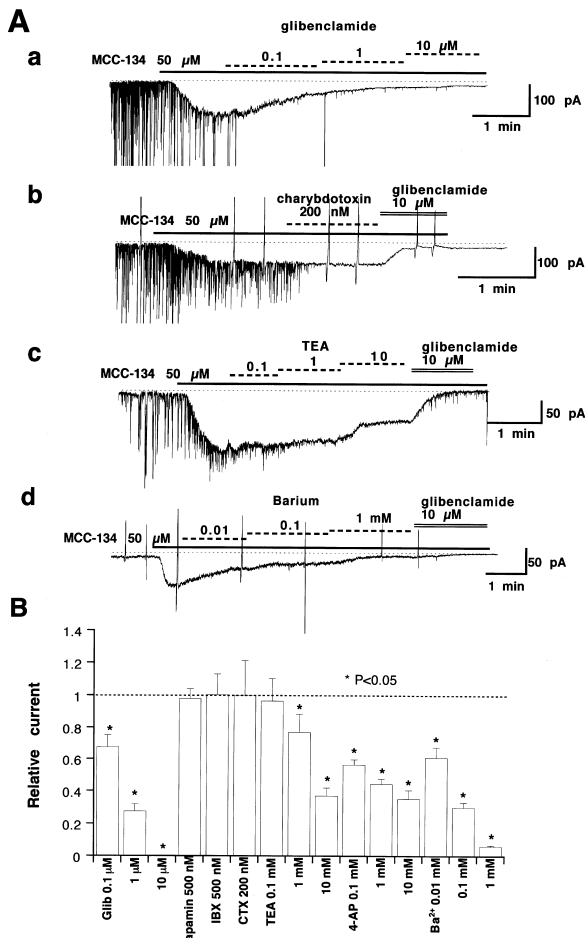 A
glibenclamide
a
MCC-134 50 µM 0.1 1 10 µM
100 pA
1 min
b
charybdotoxin glibenclamide
MCC-134 50 µM 200 nM 10 µM
100 pA
1 min
c
TEA glibenclamide
MCC-134 50 µM 0.1 1 10 10 µM
50 pA
1 min
d
Barium glibenclamide
MCC-134 50 µM 0.01 0.1 1 mM 10 µM
50 pA
1 min
B
Relative current
1.4
1.2
1
0.8
0.6
0.4
0.2
0
* P<0.05
* * * * * * * * * * *
Glib 0.1 µM
1 µM
10 µM
apamin 500 nM
IBX 500 nM
CTX 200 nM
TEA 0.1 mM
1 mM
10 mM
4-AP 0.1 mM
1 mM
10 mM
Ba²⁺ 0.01 mM
0.1 mM
1 mM